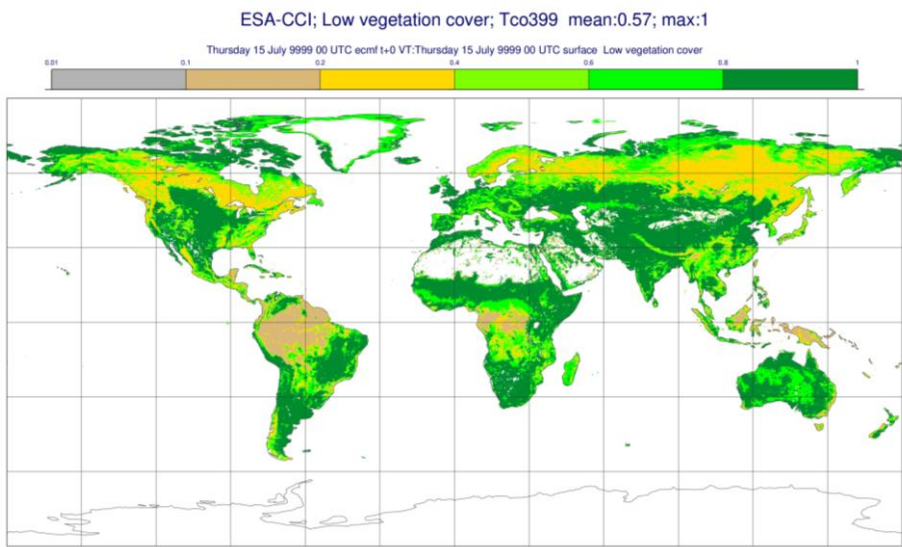 ESA-CCI; Low vegetation cover; Tco399 mean:0.57; max:1
Thursday 15 July 9999 00 UTC ecmf t+0 VT:Thursday 15 July 9999 00 UTC surface Low vegetation cover
0.01 0.1 0.2 0.4 0.6 0.8 1